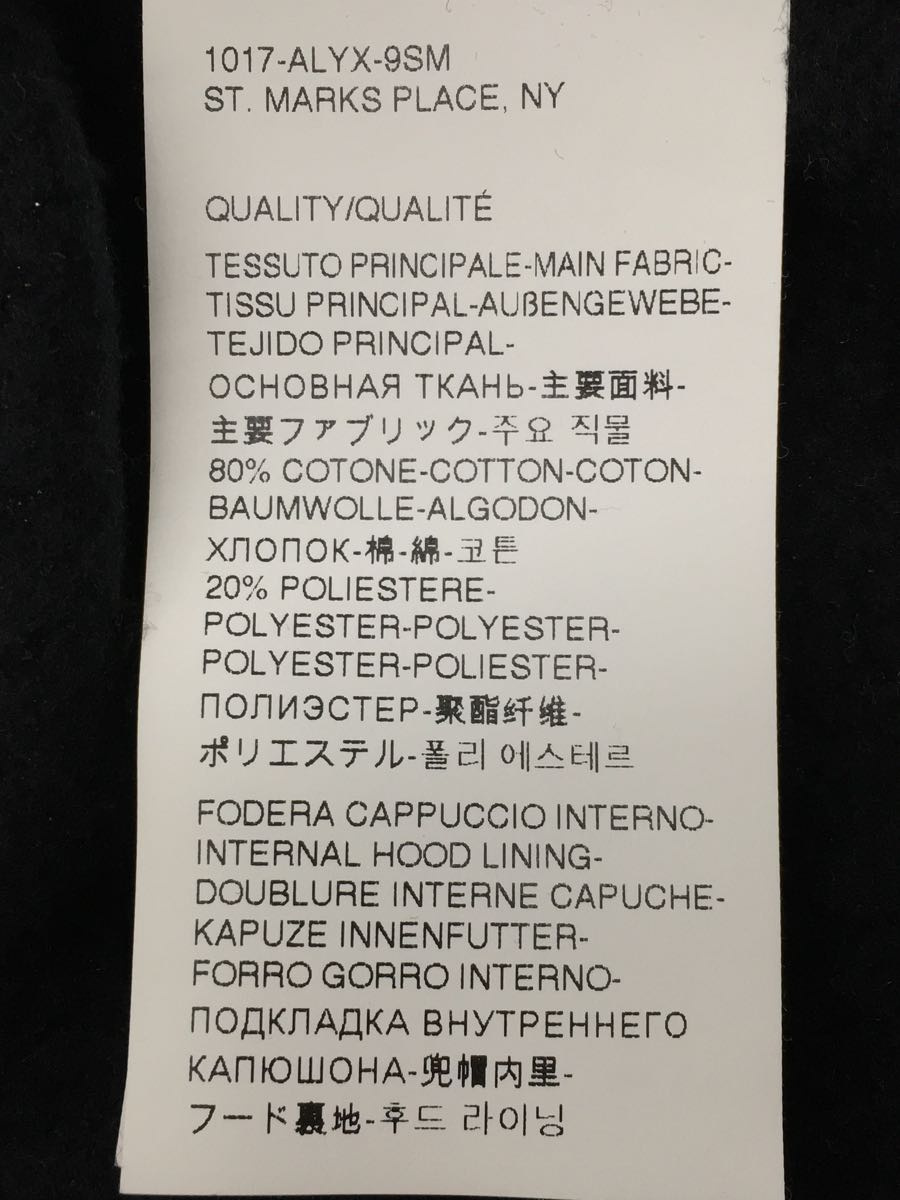 1017-ALYX-9SM
ST. MARKS PLACE, NY
QUALITY/QUALITÉ
TESSUTO PRINCIPALE-MAIN FABRIC-
TISSU PRINCIPAL-AUßENGEWEBE-
TEJIDO PRINCIPAL-
ОСНОВНАЯ ТКАНЬ-主要面料-
主要ファブリック-주요 직물
80% COTONE-COTTON-COTON-
BAUMWOLLE-ALGODON-
ХЛОПОК-棉-綿-코튼
20% POLIESTERE-
POLYESTER-POLYESTER-
POLYESTER-POLIESTER-
ПОЛИЭСТЕР-聚酯纤维-
ポリエステル-폴리 에스테르
FODERA CAPPUCCIO INTERNO-
INTERNAL HOOD LINING-
DOUBLURE INTERNE CAPUCHE-
KAPUZE INNENFUTTER-
FORRO GORRO INTERNO-
ПОДКЛАДКА ВНУТРЕННЕГО
КАПЮШОНА-兜帽内里-
フード裏地-후드 라이닝